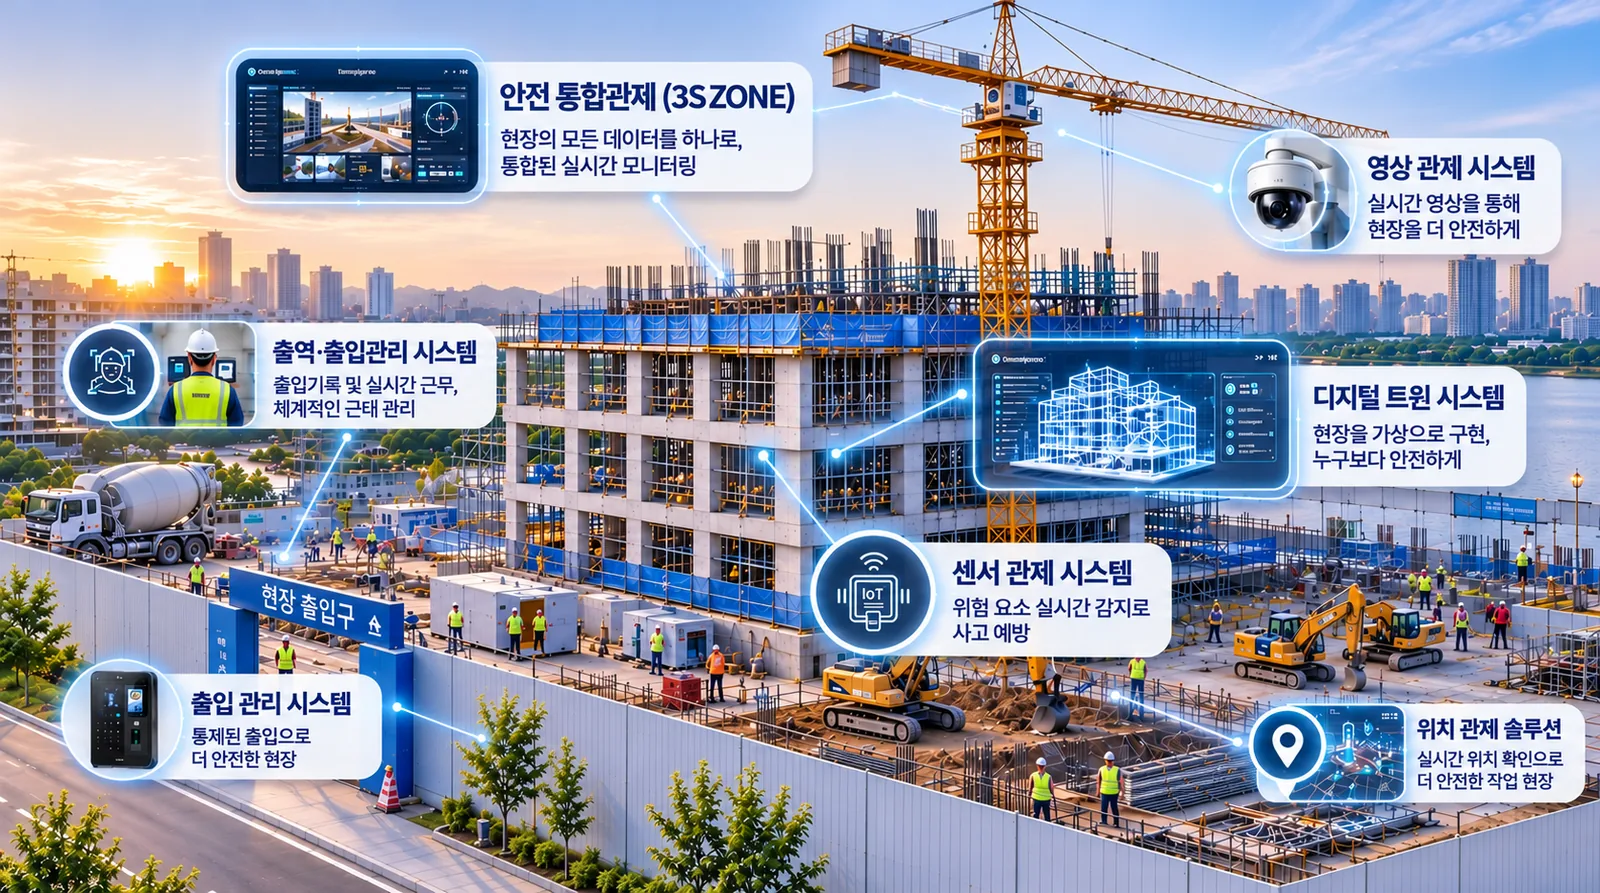 안전 통합관제 (3S ZONE)
현장의 모든 데이터를 하나로,
통합된 실시간 모니터링
영상 관제 시스템
실시간 영상을 통해
현장을 더 안전하게
출역·출입관리 시스템
출입기록 및 실시간 근무,
체계적인 근태 관리
디지털 트윈 시스템
현장을 가상으로 구현,
누구보다 안전하게
센서 관제 시스템
위험 요소 실시간 감지로
사고 예방
IoT
현장 출입구
출입 관리 시스템
통제된 출입으로
더 안전한 현장
위치 관제 솔루션
실시간 위치 확인으로
더 안전한 작업 현장